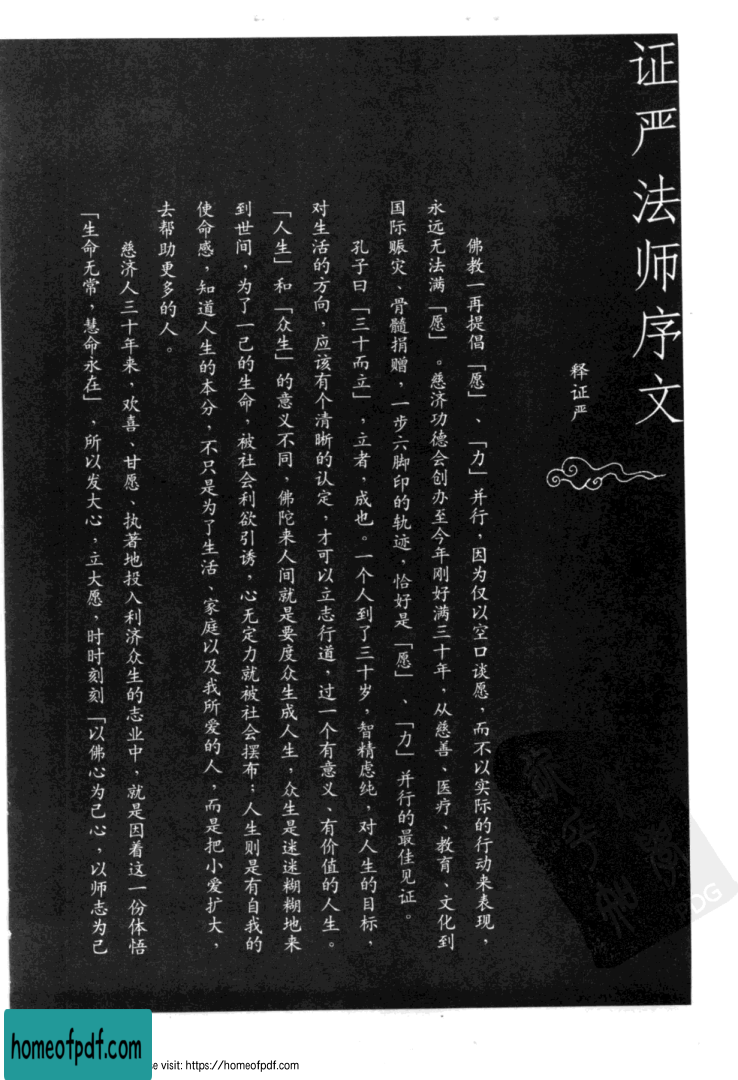 证严法师序文
释证严
佛教一再提倡「愿」、「力」并行，因为仅以空口谈愿，而不以实际的行动来表现，
永远无法满「愿」。慈济功德会创办至今年刚好满三十年，从慈善、医疗、教育、文化到
国际赈灾、骨髓捐赠，一步六脚印的轨迹，恰好是「愿」、「力」并行的最佳见证。
孔子曰「三十而立」，立者，成也。一个人到了三十岁，智精虑纯，对人生的目标，
对生活的方向，应该有个清晰的认定，才可以立志行道，过一个有意义、有价值的人生。
「人生」和「众生」的意义不同，佛陀来人间就是要度众生成人生，众生是迷迷糊糊地来
到世间，为了一己的生命，被社会利欲引诱，心无定力就被社会摆布；人生则是有自我的
使命感，知道人生的本分，不只是为了生活、家庭以及我所爱的人，而是把小爱扩大，
去帮助更多的人。
慈济人三十年来，欢喜、甘愿、执著地投入利济众生的志业中，就是因着这一份体悟
「生命无常，慧命永在」，所以发大心，立大愿，时时刻刻「以佛心为己心，以师志为己
PDG
homeofpdf.com
e visit: https://homeofpdf.com